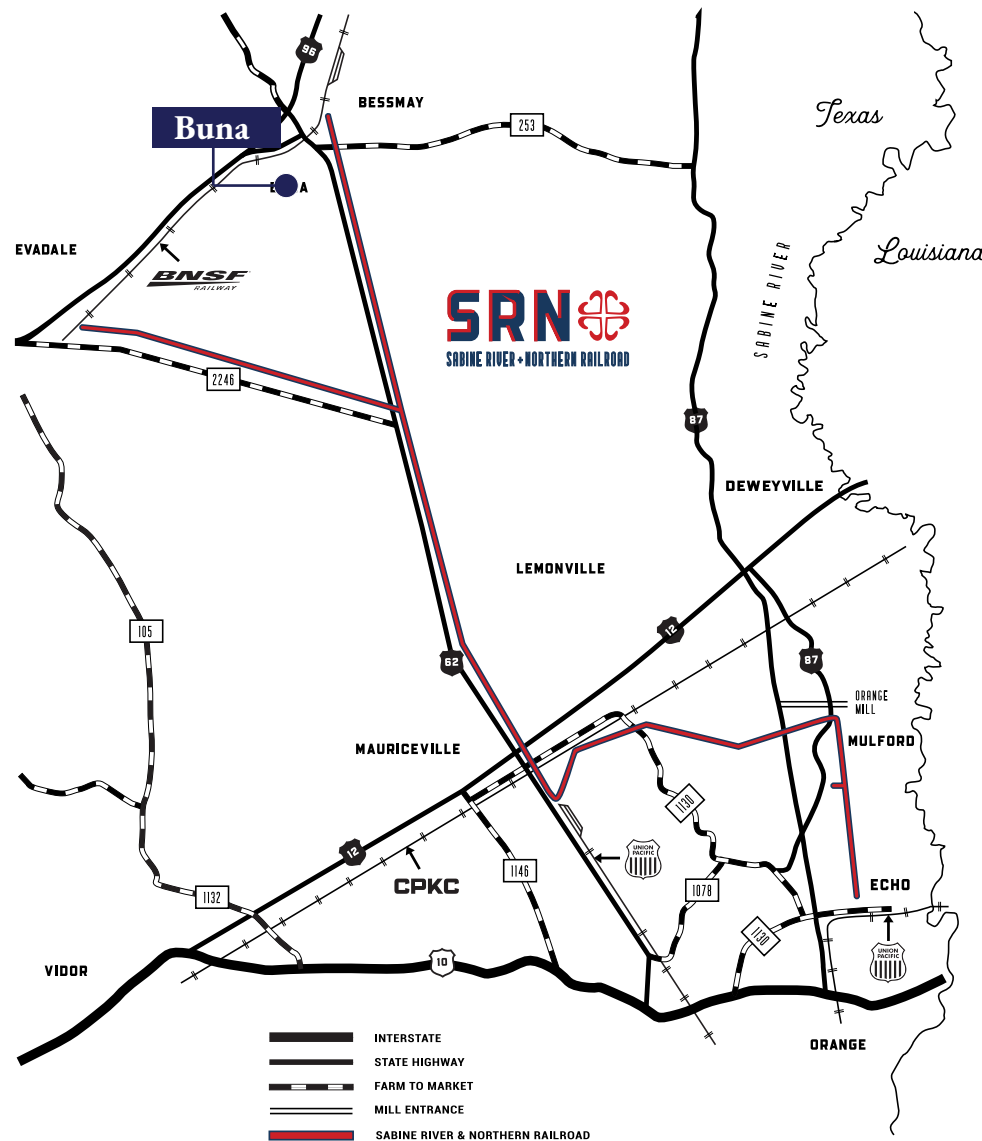 96
BESSMAY
Texas
Buna
253
A
EVADALE
Louisiana
SABINE RIVER
BNSF
RAILWAY
SRN
SABINE RIVER + NORTHERN RAILROAD
2246
87
DEWEYVILLE
LEMONVILLE
105
12
62
87
ORANGE
MILL
MAURICEVILLE
MULFORD
1130
12
UNION
PACIFIC
CPKC
1146
1078
ECHO
1132
1130
UNION
PACIFIC
10
VIDOR
ORANGE
INTERSTATE
STATE HIGHWAY
FARM TO MARKET
MILL ENTRANCE
SABINE RIVER & NORTHERN RAILROAD